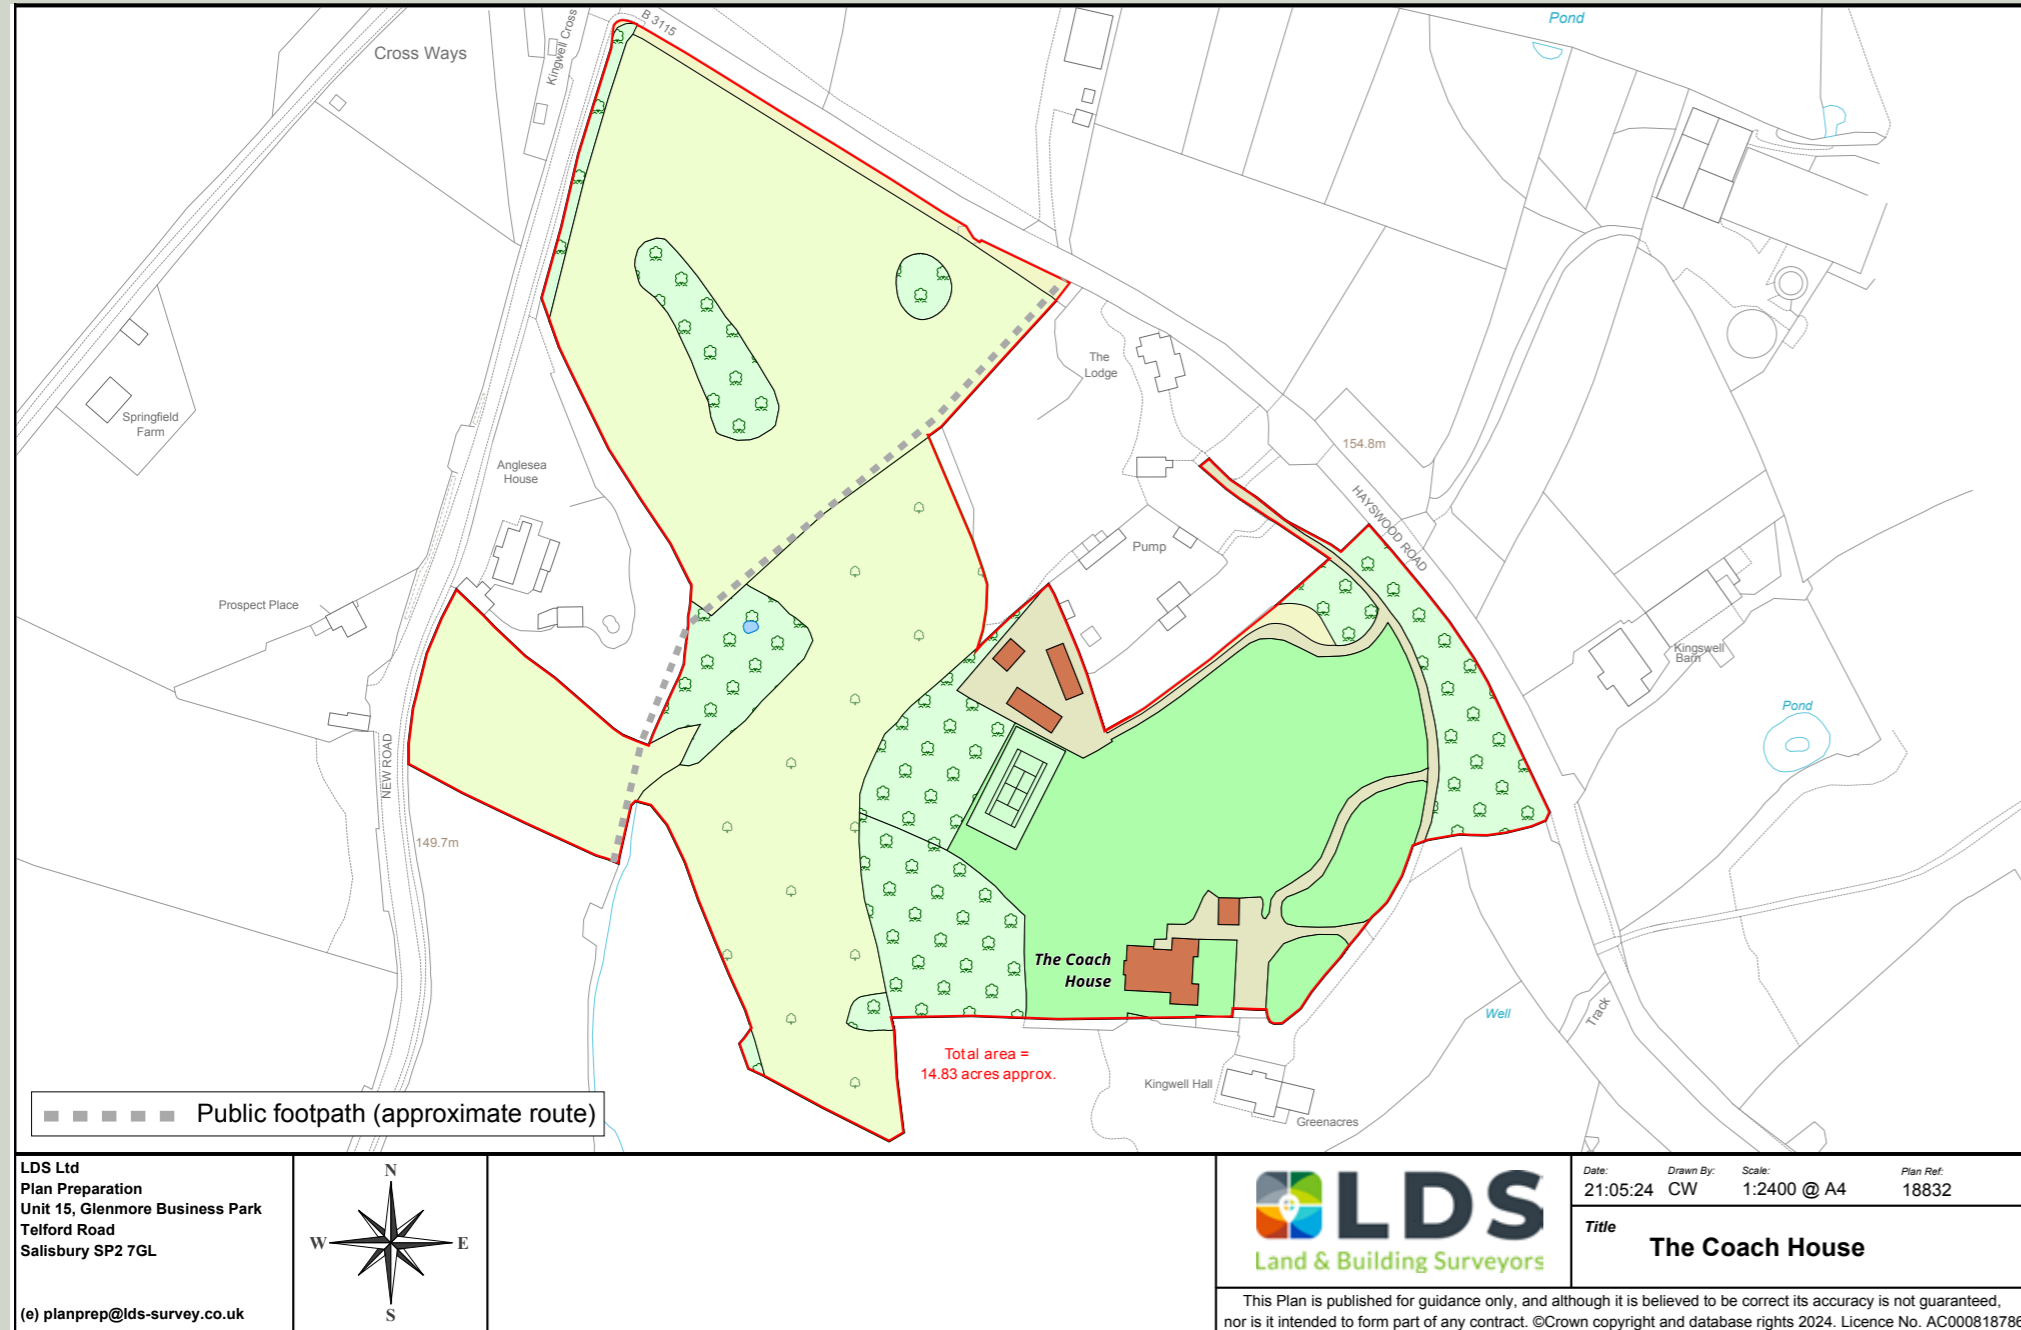 Pond
B 3115
Cross Ways
Kingwell Cross
The
Lodge
Springfield
Farm
154.8m
Anglesea
House
HAYSWOOD ROAD
Pump
Prospect Place
Kingswell
Barn
Pond
NEW ROAD
149.7m
The Coach
House
Well
Track
Total area =
14.83 acres approx.
Kingwell Hall
Greenacres
Public footpath (approximate route)
LDS Ltd
Plan Preparation
Unit 15, Glenmore Business Park
Telford Road
Salisbury SP2 7GL
(e) planprep@lds-survey.co.uk
N
W E
S
LDS
Land & Building Surveyors
Date: Drawn By: Scale: Plan Ref:
21:05:24 CW 1:2400 @ A4 18832
Title
The Coach House
This Plan is published for guidance only, and although it is believed to be correct its accuracy is not guaranteed,
nor is it intended to form part of any contract. ©Crown copyright and database rights 2024. Licence No. AC000818786